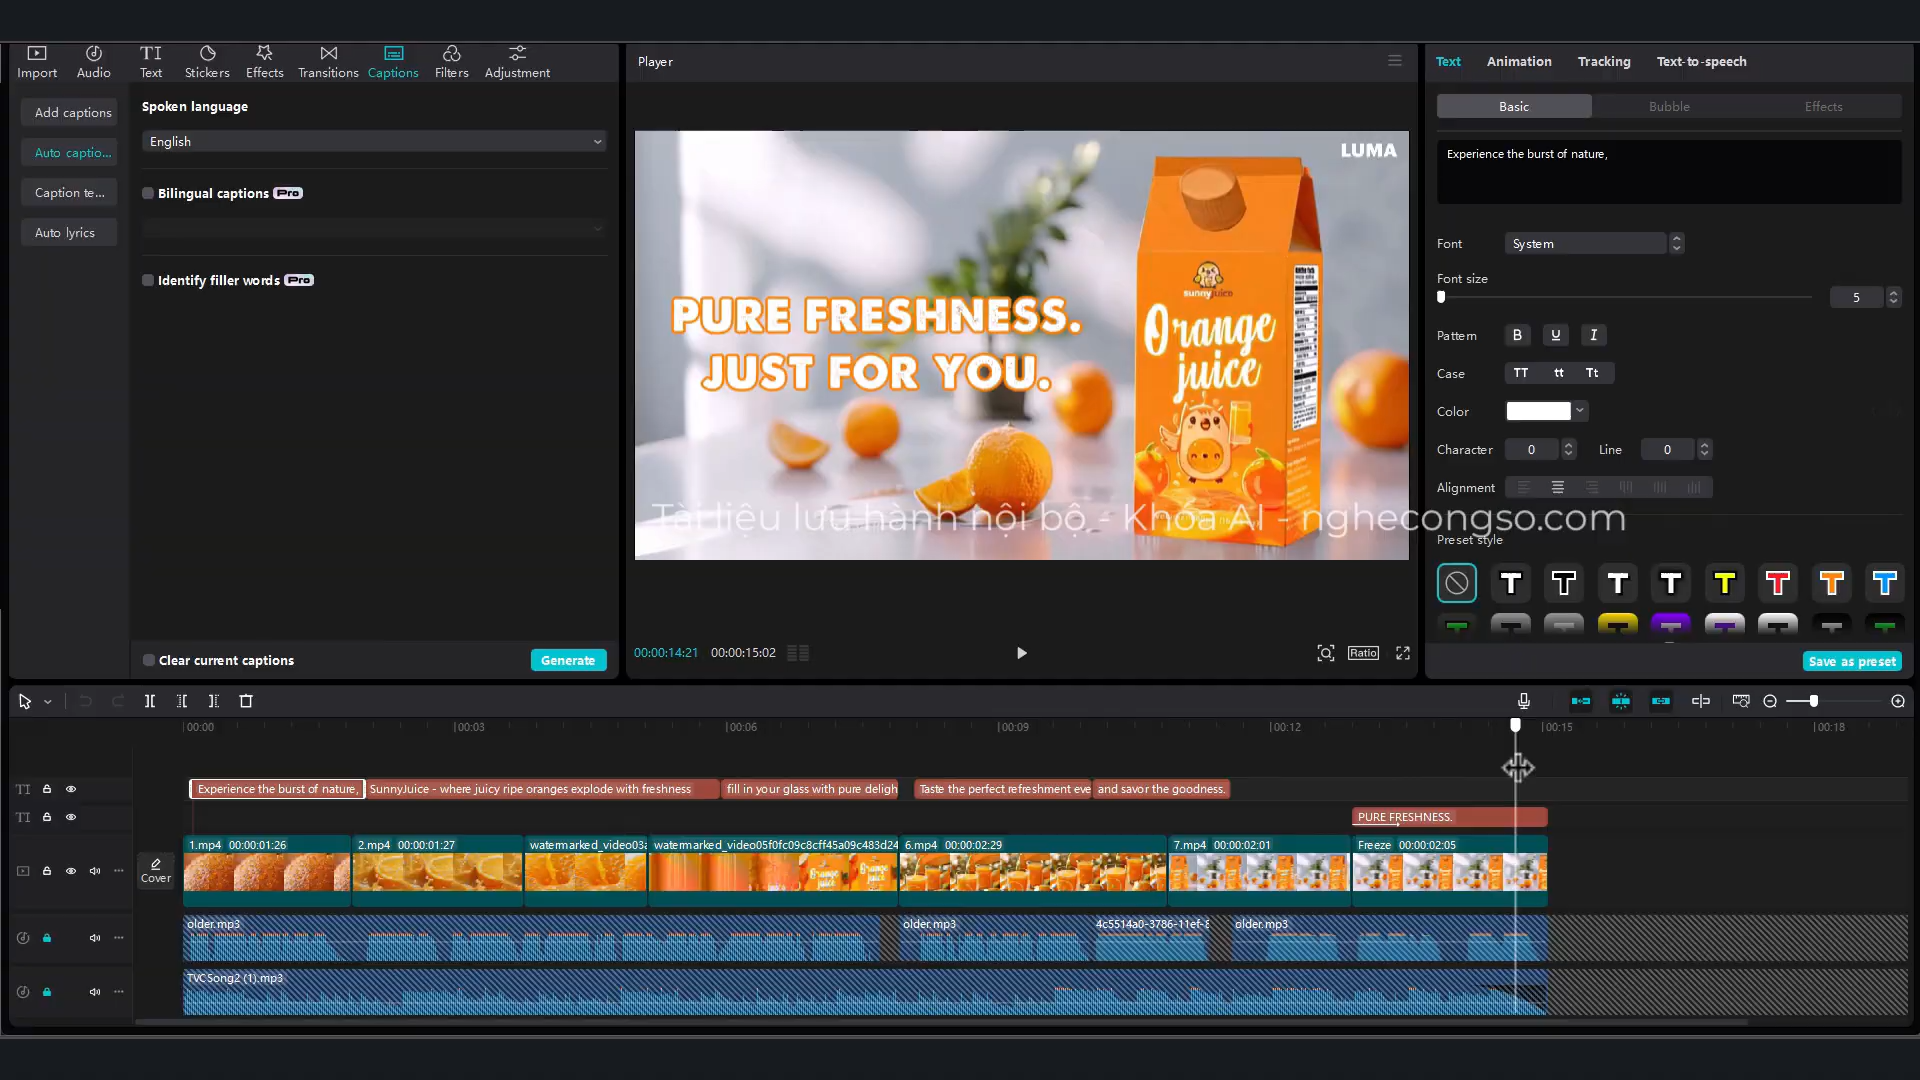 Import
Audio
Text
Stickers
Effects
Transitions
Captions
Filters
Adjustment
Add captions
Auto captio...
Caption te...
Auto lyrics
Spoken language
English
Bilingual captions Pro
Identify filler words Pro
Clear current captions
Generate
Player
LUMA
PURE FRESHNESS.
JUST FOR YOU.
sunnyjuice
Orange
juice
Tài liệu lưu hành nội bộ - Khóa AI - nghecongso.com
00:00:14:21
00:00:15:02
Ratio
Text
Animation
Tracking
Text-to-speech
Basic
Bubble
Effects
Experience the burst of nature,
Font
System
Font size
5
Pattern
B
U
I
Case
TT
tt
Tt
Color
Character
0
Line
0
Alignment
Preset style
T T T T T T T T
Save as preset
00:00
00:03
00:06
00:09
00:12
00:15
00:18
TI
Experience the burst of nature,
SunnyJuice - where juicy ripe oranges explode with freshness
fill in your glass with pure deligh
Taste the perfect refreshment eve
and savor the goodness.
TI
PURE FRESHNESS.
Cover
1.mp4 00:00:01:26
2.mp4 00:00:01:27
watermarked_video03a
watermarked_video05f0fc09c8cff45a09c483d24
6.mp4 00:00:02:29
7.mp4 00:00:02:01
Freeze 00:00:02:05
older.mp3
older.mp3
4c5514a0-3786-11ef-8
older.mp3
TVCSong2 (1).mp3